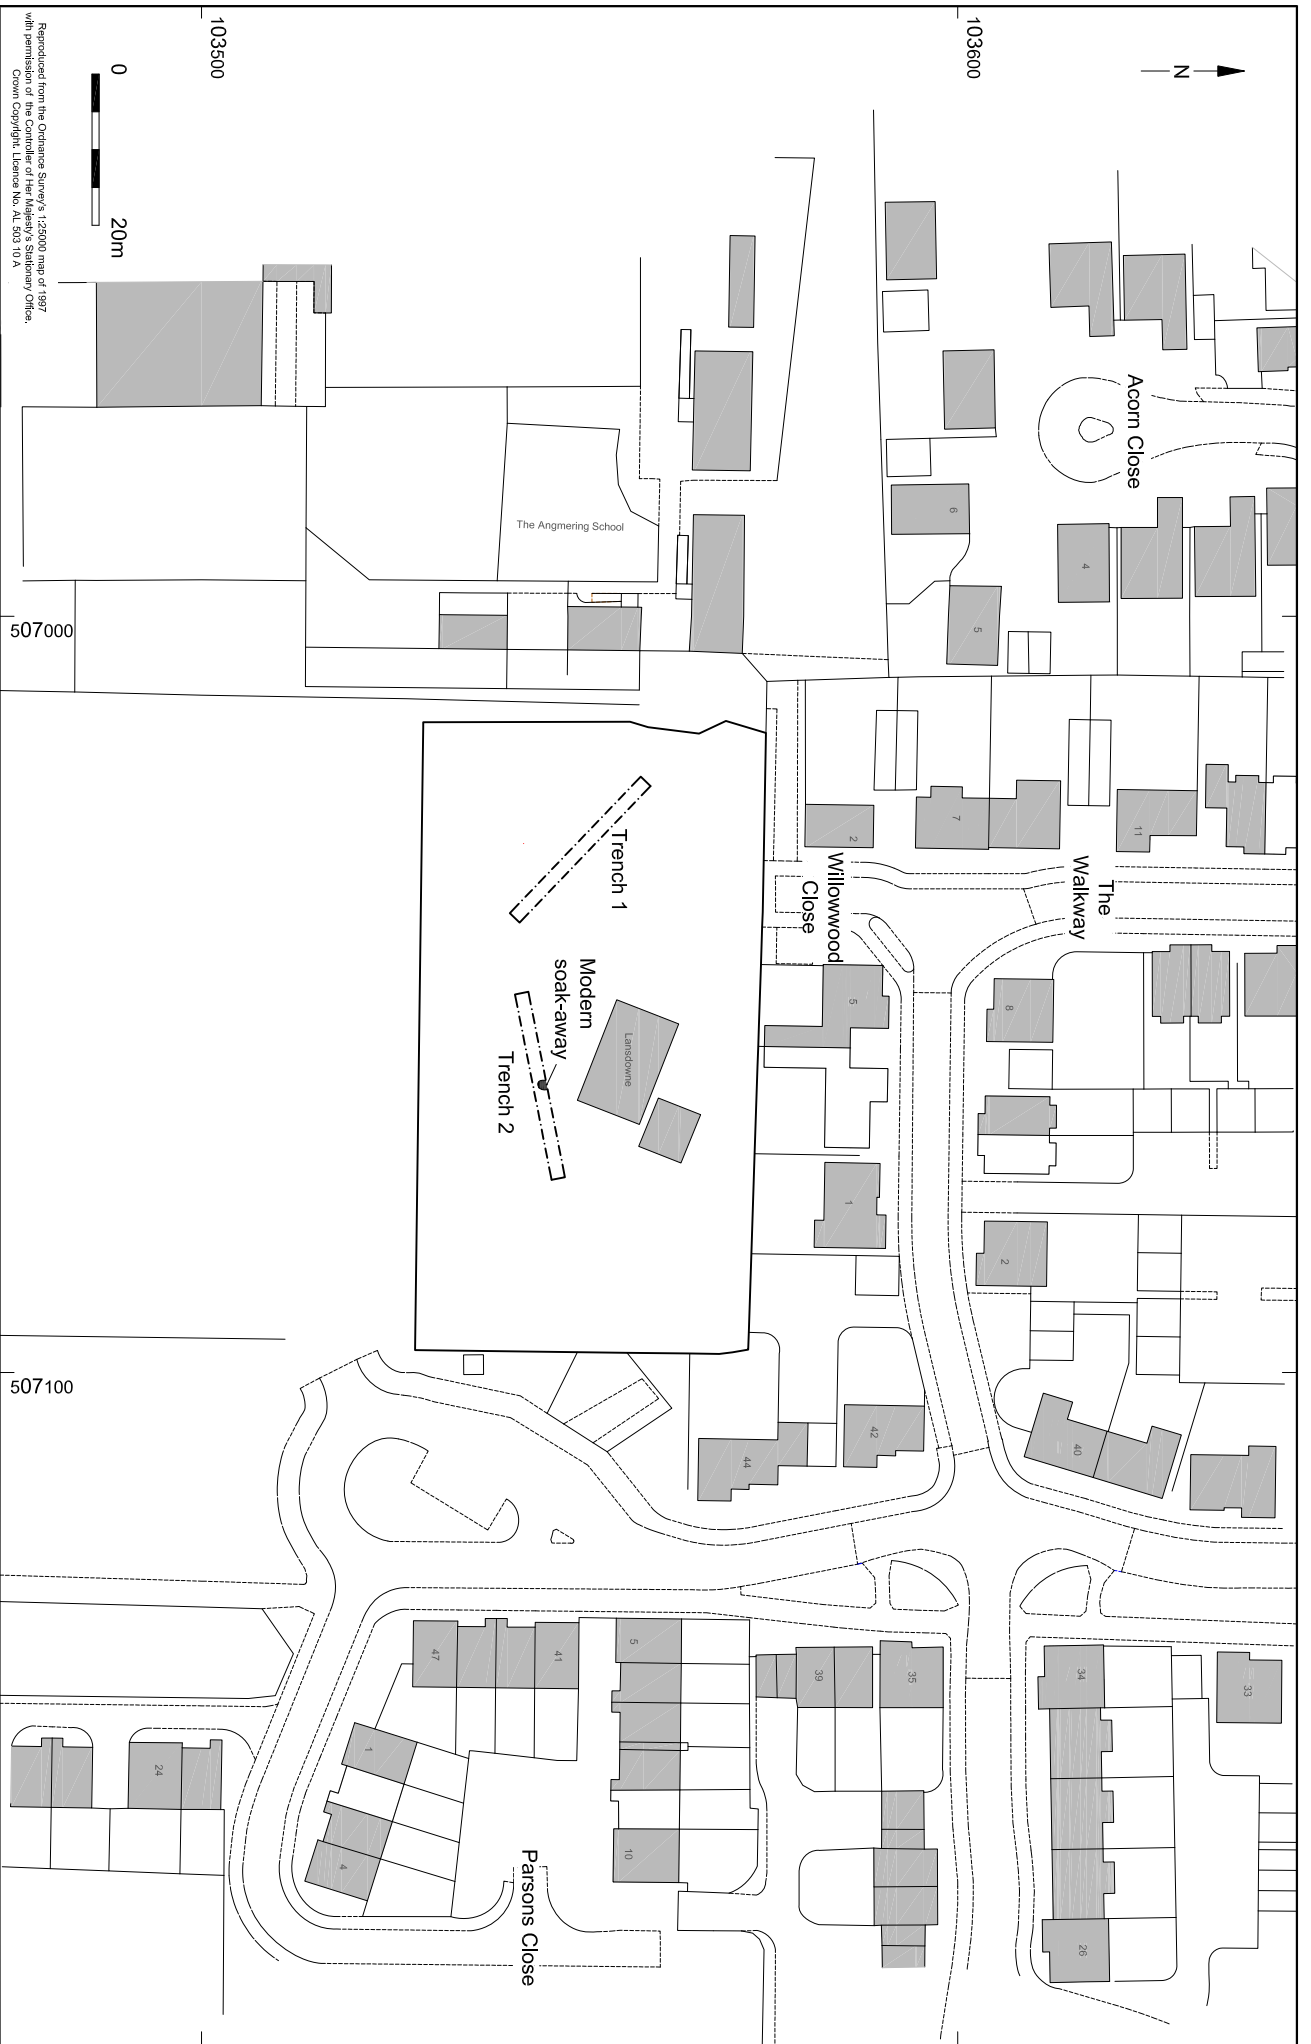 103500
103600
N
0
20m
Reproduced from the Ordnance Survey's 1:25000 map of 1997
with permission of the Controller of Her Majesty's Stationary Office.
Crown Copyright. Licence No. AL 503 10 A
Acorn Close
6
4
5
The Angmering School
507000
2
7
11
The
Walkway
Willowwood
Close
Trench 1
Modern
soak-away
Trench 2
Lansdowne
5
8
1
2
507100
44
42
40
47
41
5
39
35
34
33
24
1
4
10
26
Parsons Close